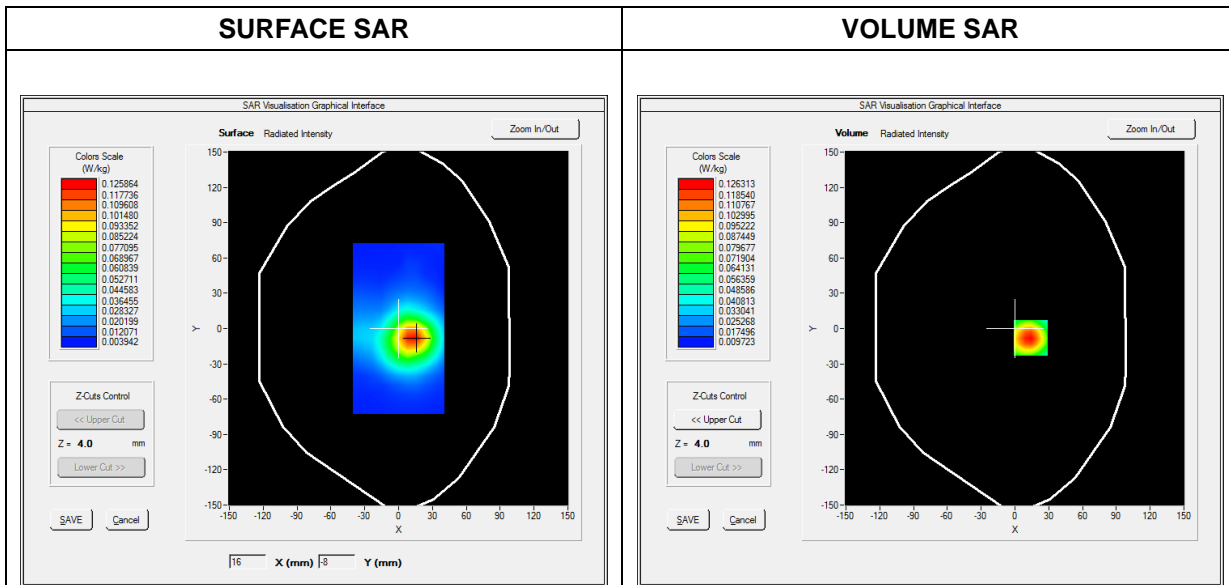 SURFACE SAR
VOLUME SAR
SAR Visualisation Graphical Interface
Surface Radiated Intensity
Zoom In/Out
Colors Scale
(W/kg)
0.125864
0.117736
0.109608
0.101480
0.093352
0.085224
0.077095
0.068967
0.060839
0.052711
0.044583
0.036455
0.028327
0.020199
0.012071
0.003942
Z-Cuts Control
<< Upper Cut
Z = 4.0 mm
Lower Cut >>
SAVE Cancel
150
120
90
60
30
0
-30
-60
-90
-120
-150
Y
-150 -120 -90 -60 -30 0 30 60 90 120 150
X
16 X (mm) -8 Y (mm)
SAR Visualisation Graphical Interface
Volume Radiated Intensity
Zoom In/Out
Colors Scale
(W/kg)
0.126313
0.118540
0.110767
0.102995
0.095222
0.087449
0.079677
0.071904
0.064131
0.056359
0.048586
0.040813
0.033041
0.025268
0.017496
0.009723
Z-Cuts Control
<< Upper Cut
Z = 4.0 mm
Lower Cut >>
SAVE Cancel
150
120
90
60
30
0
-30
-60
-90
-120
-150
Y
-150 -120 -90 -60 -30 0 30 60 90 120 150
X